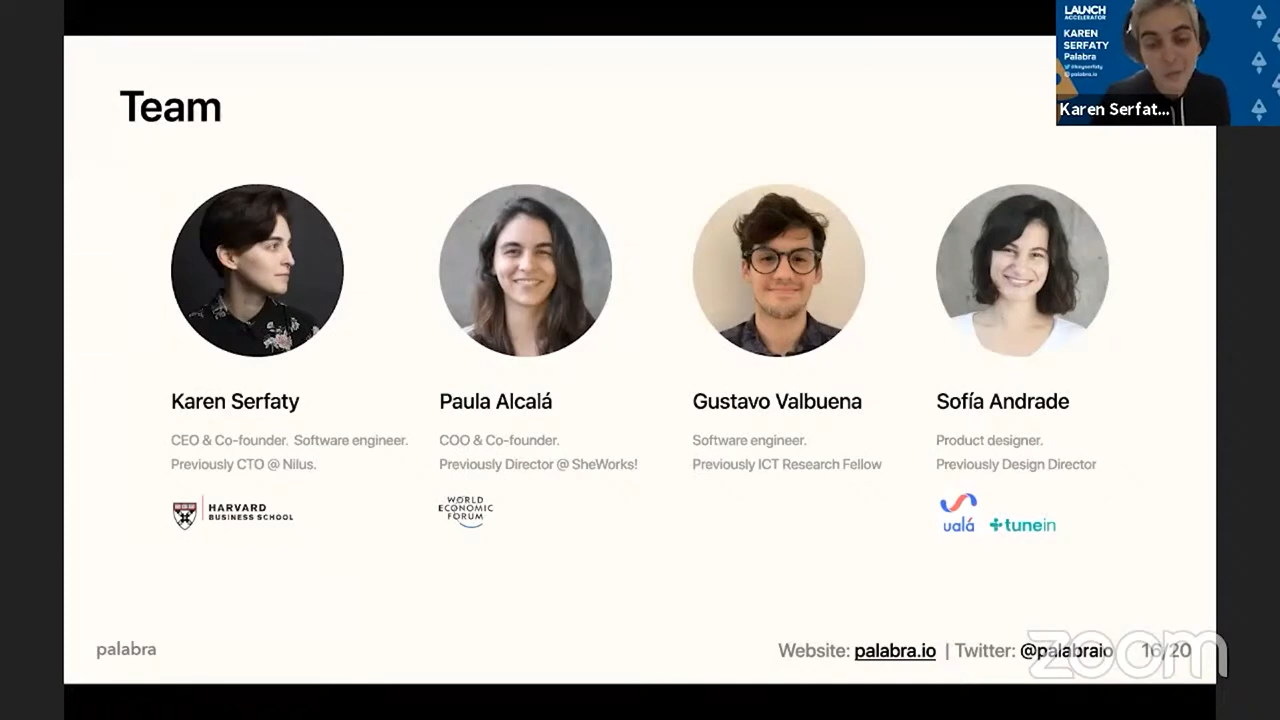 Team
LAUNCH
ACCELERATOR
KAREN
SERFATY
Palabra
@kayserfaty
palabra.io
Karen Serfat...
Karen Serfaty
CEO & Co-founder. Software engineer.
Previously CTO @ Nilus.
HARVARD
BUSINESS SCHOOL
Paula Alcalá
COO & Co-founder.
Previously Director @ SheWorks!
WORLD
ECONOMIC
FORUM
Gustavo Valbuena
Software engineer.
Previously ICT Research Fellow
Sofía Andrade
Product designer.
Previously Design Director
ualá
tunein
palabra
Website: palabra.io | Twitter: @palabraio 16/20
zoom